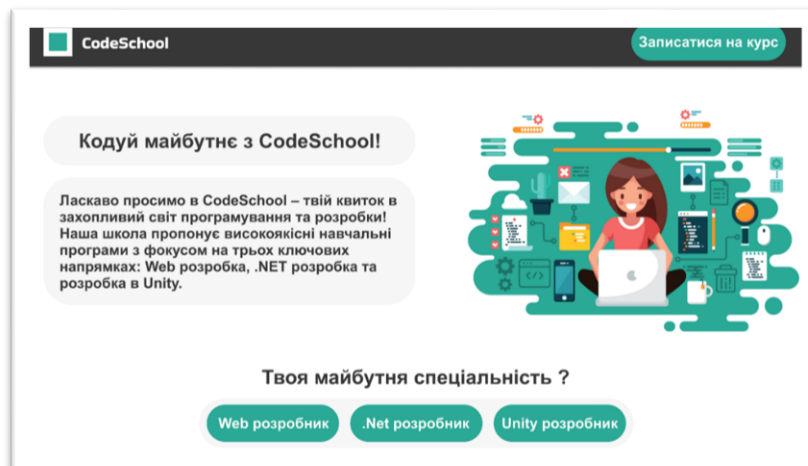 CodeSchool
Записатися на курс
Кодуй майбутнє з CodeSchool!
Ласкаво просимо в CodeSchool – твій квиток в
захопливий світ програмування та розробки!
Наша школа пропонує високоякісні навчальні
програми з фокусом на трьох ключових
напрямках: Web розробка, .NET розробка та
розробка в Unity.
Твоя майбутня спеціальність ?
Web розробник
.Net розробник
Unity розробник